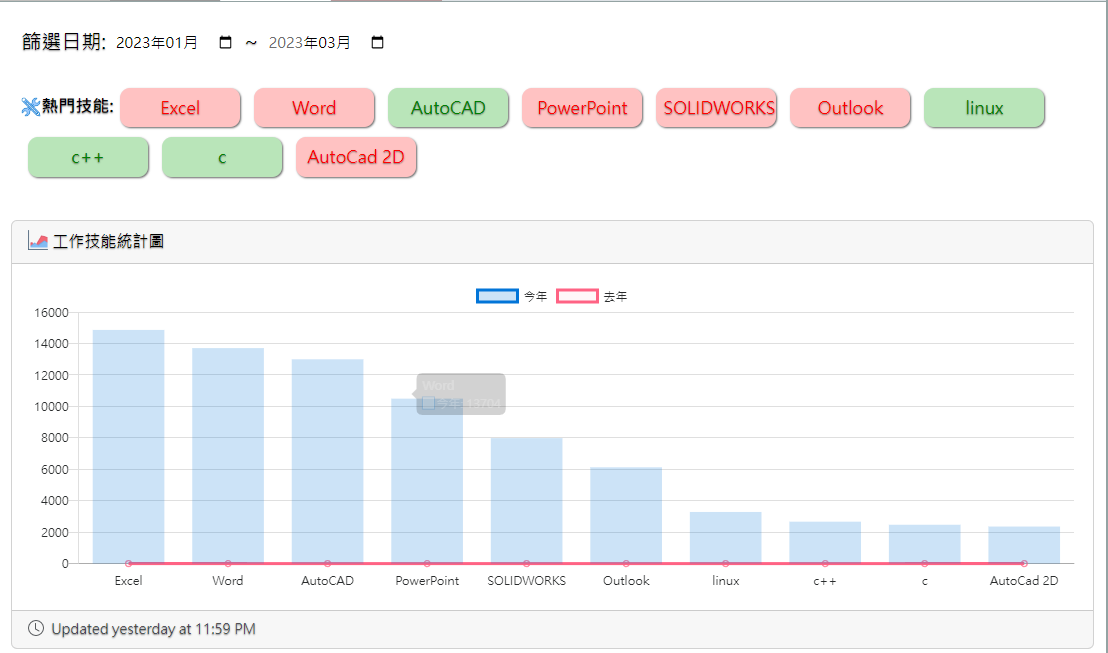 篩選日期: 2023年01月 ~ 2023年03月
熱門技能: Excel Word AutoCAD PowerPoint SOLIDWORKS Outlook linux
c++ c AutoCad 2D
工作技能統計圖
今年 去年
16000
14000
12000
10000
8000
6000
4000
2000
0
Word
今年: 13704
Excel Word AutoCAD PowerPoint SOLIDWORKS Outlook linux c++ c AutoCad 2D
Updated yesterday at 11:59 PM